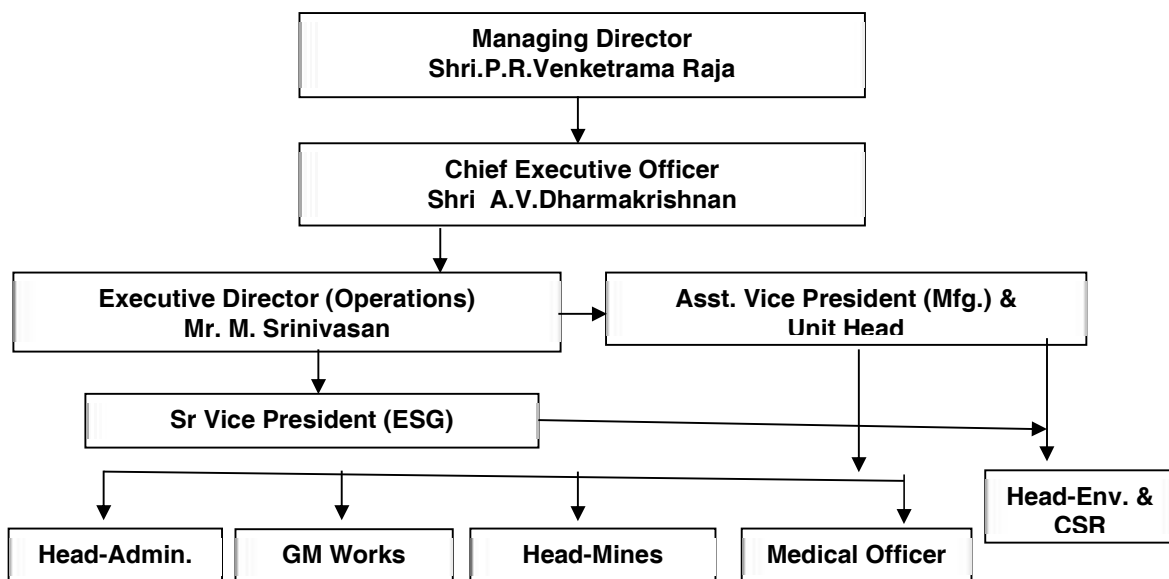 Managing Director
Shri.P.R.Venketrama Raja
Chief Executive Officer
Shri A.V.Dharmakrishnan
Executive Director (Operations)
Mr. M. Srinivasan
Asst. Vice President (Mfg.) &
Unit Head
Sr Vice President (ESG)
Head-Env. &
CSR
Head-Admin.
GM Works
Head-Mines
Medical Officer